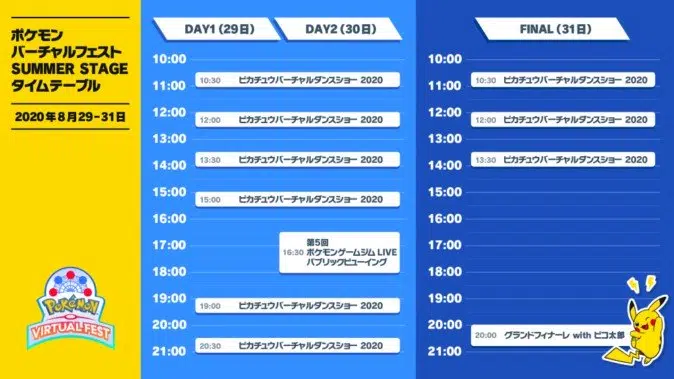 ポケモン
バーチャルフェスト
SUMMER STAGE
タイムテーブル
2020年8月29-31日
Pokémon
VIRTUAL FEST
DAY1（29日）
DAY2（30日）
10:00
11:00
12:00
13:00
14:00
15:00
16:00
17:00
18:00
19:00
20:00
21:00
10:30 ピカチュウバーチャルダンスショー 2020
12:00 ピカチュウバーチャルダンスショー 2020
13:30 ピカチュウバーチャルダンスショー 2020
15:00 ピカチュウバーチャルダンスショー 2020
第5回
16:30 ポケモンゲームジム LIVE
パブリックビューイング
19:00 ピカチュウバーチャルダンスショー 2020
20:30 ピカチュウバーチャルダンスショー 2020
FINAL（31日）
10:00
11:00
12:00
13:00
14:00
15:00
16:00
17:00
18:00
19:00
20:00
21:00
10:30 ピカチュウバーチャルダンスショー 2020
12:00 ピカチュウバーチャルダンスショー 2020
13:30 ピカチュウバーチャルダンスショー 2020
20:00 グランドフィナーレ with ピコ太郎